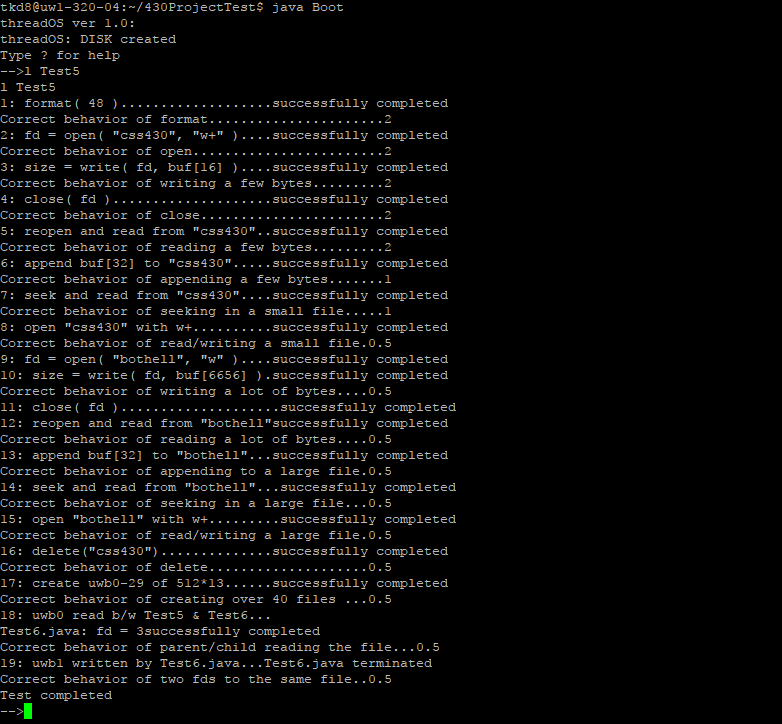 tkd8@uw1-320-04:~/430ProjectTest$ java Boot
threadOS ver 1.0:
threadOS: DISK created
Type ? for help
-->l Test5
l Test5
1: format( 48 )...................successfully completed
Correct behavior of format......................2
2: fd = open( "css430", "w+" )....successfully completed
Correct behavior of open........................2
3: size = write( fd, buf[16] )....successfully completed
Correct behavior of writing a few bytes.........2
4: close( fd )....................successfully completed
Correct behavior of close.......................2
5: reopen and read from "css430"..successfully completed
Correct behavior of reading a few bytes.........2
6: append buf[32] to "css430".....successfully completed
Correct behavior of appending a few bytes.......1
7: seek and read from "css430"....successfully completed
Correct behavior of seeking in a small file.....1
8: open "css430" with w+..........successfully completed
Correct behavior of read/writing a small file.0.5
9: fd = open( "bothell", "w" )....successfully completed
10: size = write( fd, buf[6656] ).successfully completed
Correct behavior of writing a lot of bytes....0.5
11: close( fd )....................successfully completed
12: reopen and read from "bothell"successfully completed
Correct behavior of reading a lot of bytes....0.5
13: append buf[32] to "bothell"...successfully completed
Correct behavior of appending to a large file.0.5
14: seek and read from "bothell"...successfully completed
Correct behavior of seeking in a large file...0.5
15: open "bothell" with w+.........successfully completed
Correct behavior of read/writing a large file.0.5
16: delete("css430")..............successfully completed
Correct behavior of delete....................0.5
17: create uwb0-29 of 512*13......successfully completed
Correct behavior of creating over 40 files ...0.5
18: uwb0 read b/w Test5 & Test6...
Test6.java: fd = 3successfully completed
Correct behavior of parent/child reading the file...0.5
19: uwb1 written by Test6.java...Test6.java terminated
Correct behavior of two fds to the same file..0.5
Test completed
-->